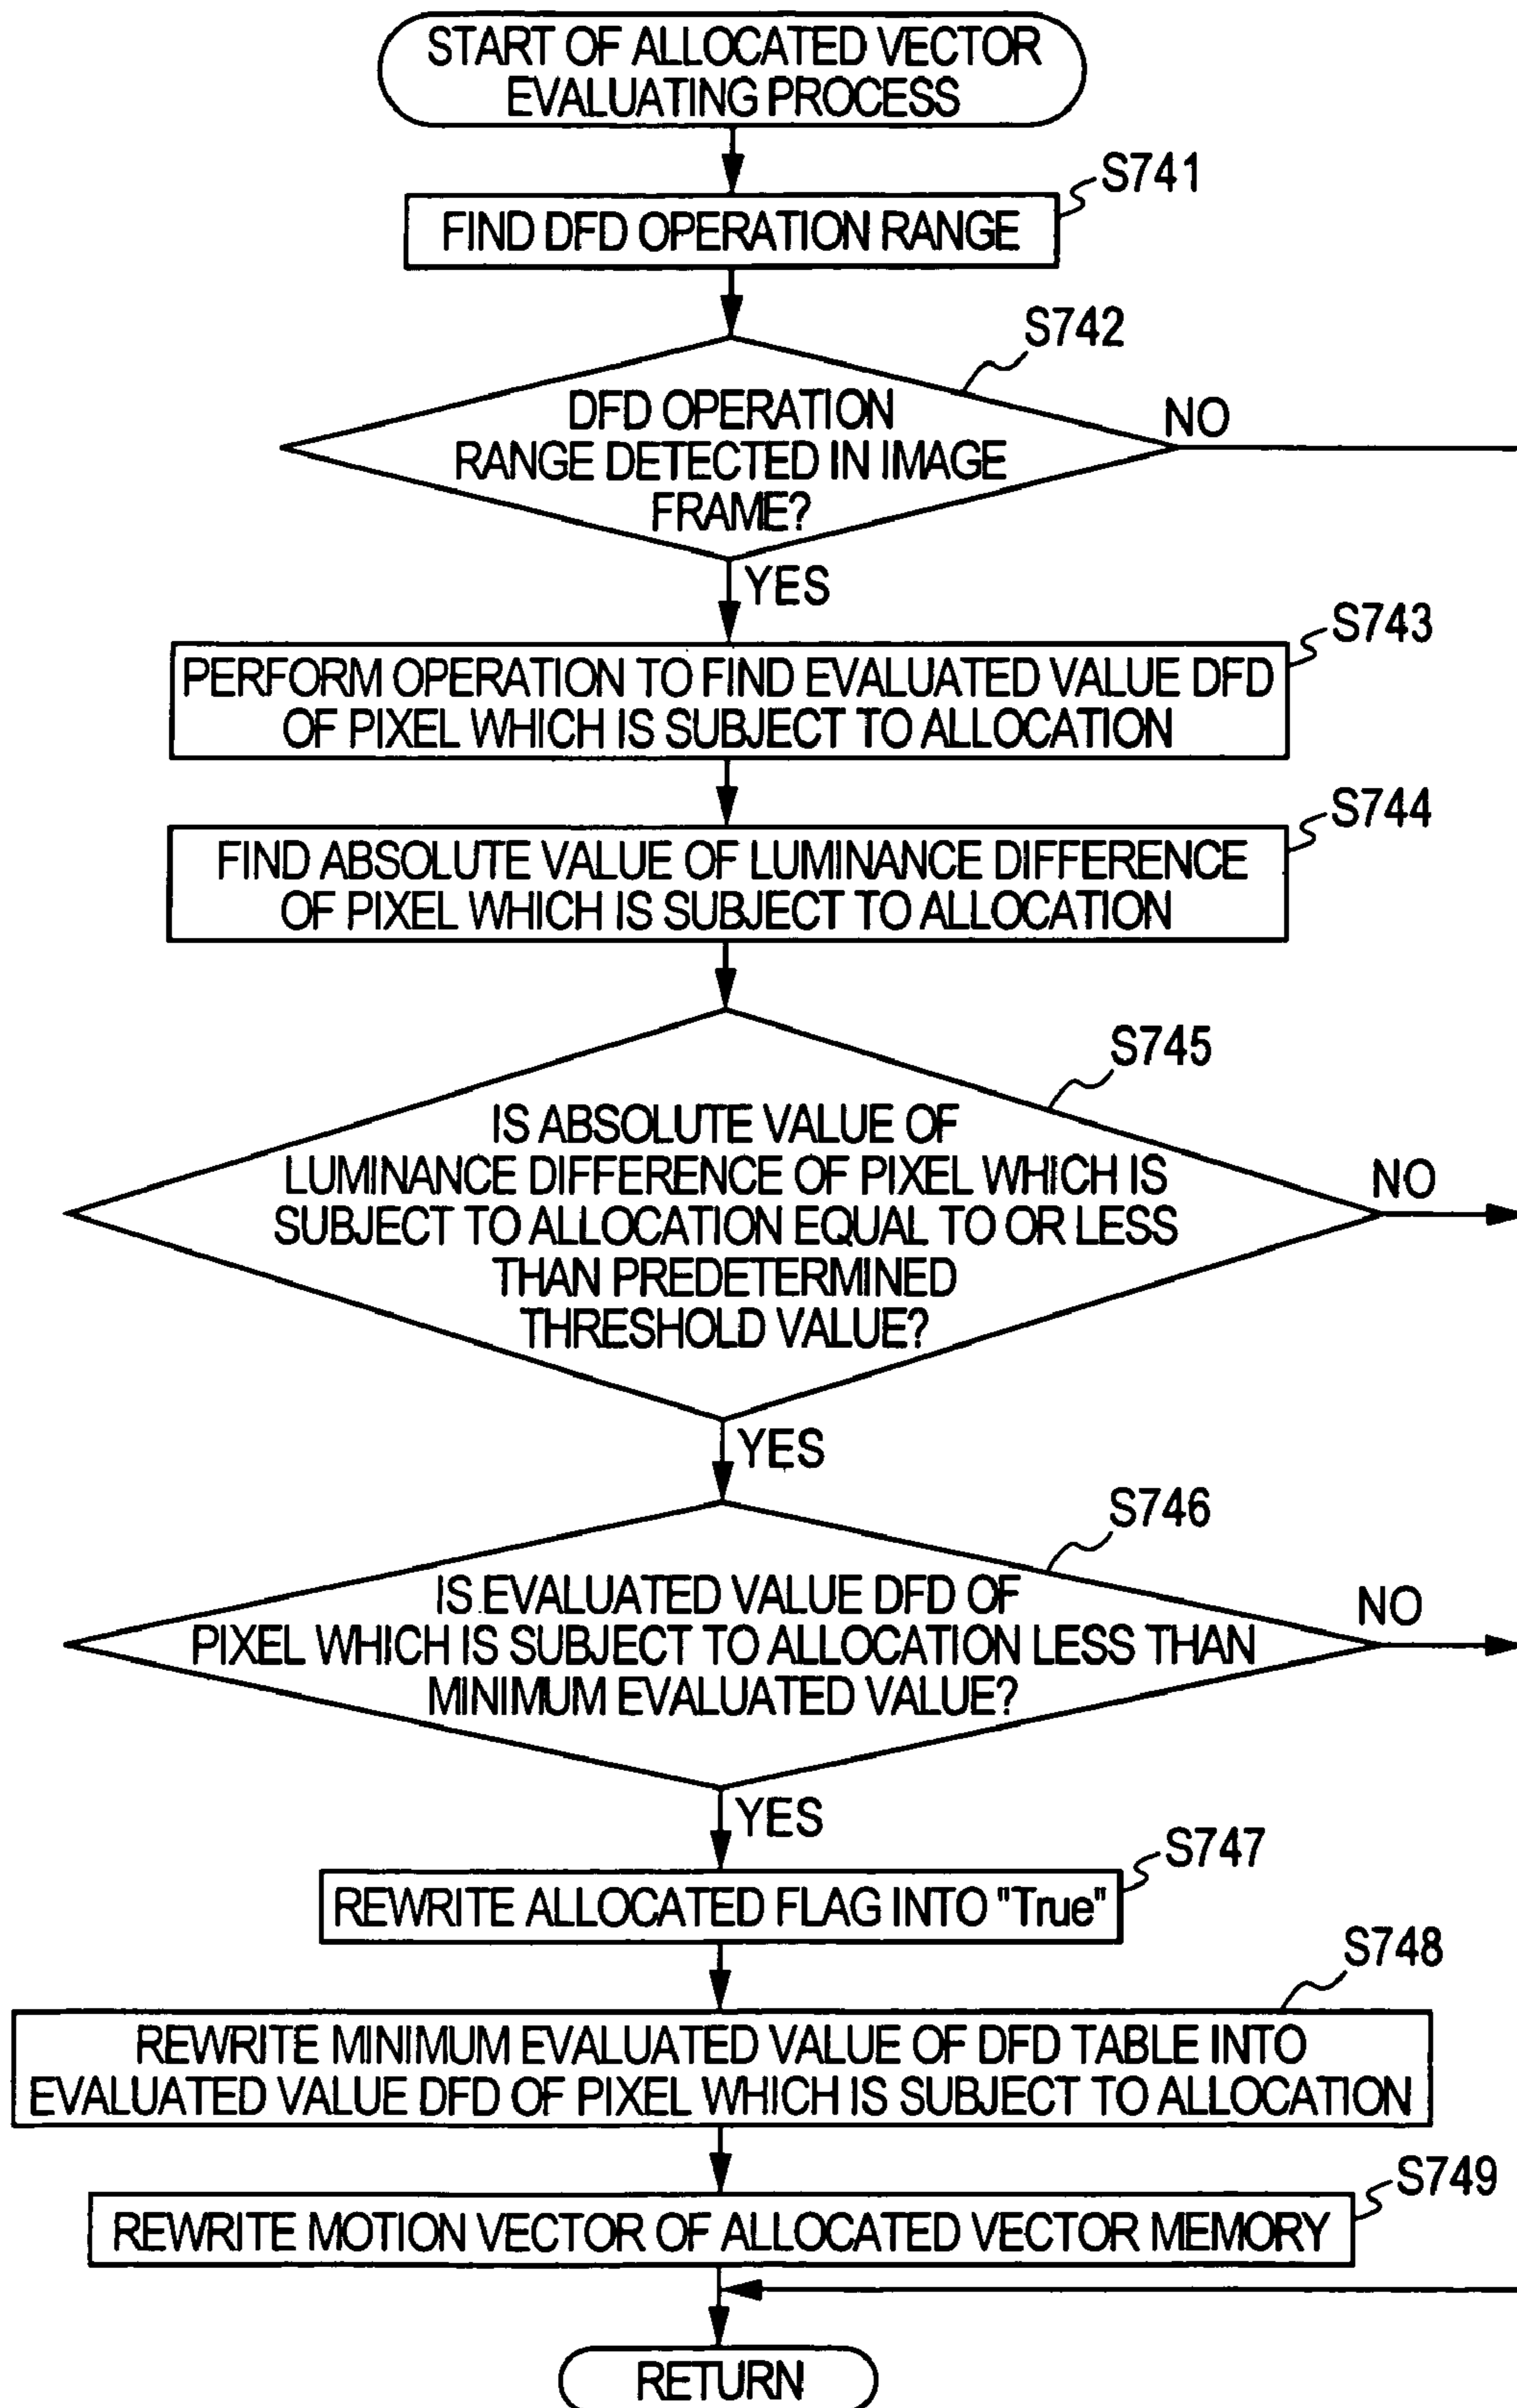 START OF ALLOCATED VECTOR
EVALUATING PROCESS
S741
FIND DFD OPERATION RANGE
S742
DFD OPERATION
RANGE DETECTED IN IMAGE
FRAME?
NO
YES
S743
PERFORM OPERATION TO FIND EVALUATED VALUE DFD
OF PIXEL WHICH IS SUBJECT TO ALLOCATION
S744
FIND ABSOLUTE VALUE OF LUMINANCE DIFFERENCE
OF PIXEL WHICH IS SUBJECT TO ALLOCATION
S745
IS ABSOLUTE VALUE OF
LUMINANCE DIFFERENCE OF PIXEL WHICH IS
SUBJECT TO ALLOCATION EQUAL TO OR LESS
THAN PREDETERMINED
THRESHOLD VALUE?
NO
YES
S746
IS EVALUATED VALUE DFD OF
PIXEL WHICH IS SUBJECT TO ALLOCATION LESS THAN
MINIMUM EVALUATED VALUE?
NO
YES
S747
REWRITE ALLOCATED FLAG INTO "True"
S748
REWRITE MINIMUM EVALUATED VALUE OF DFD TABLE INTO
EVALUATED VALUE DFD OF PIXEL WHICH IS SUBJECT TO ALLOCATION
S749
REWRITE MOTION VECTOR OF ALLOCATED VECTOR MEMORY
RETURN